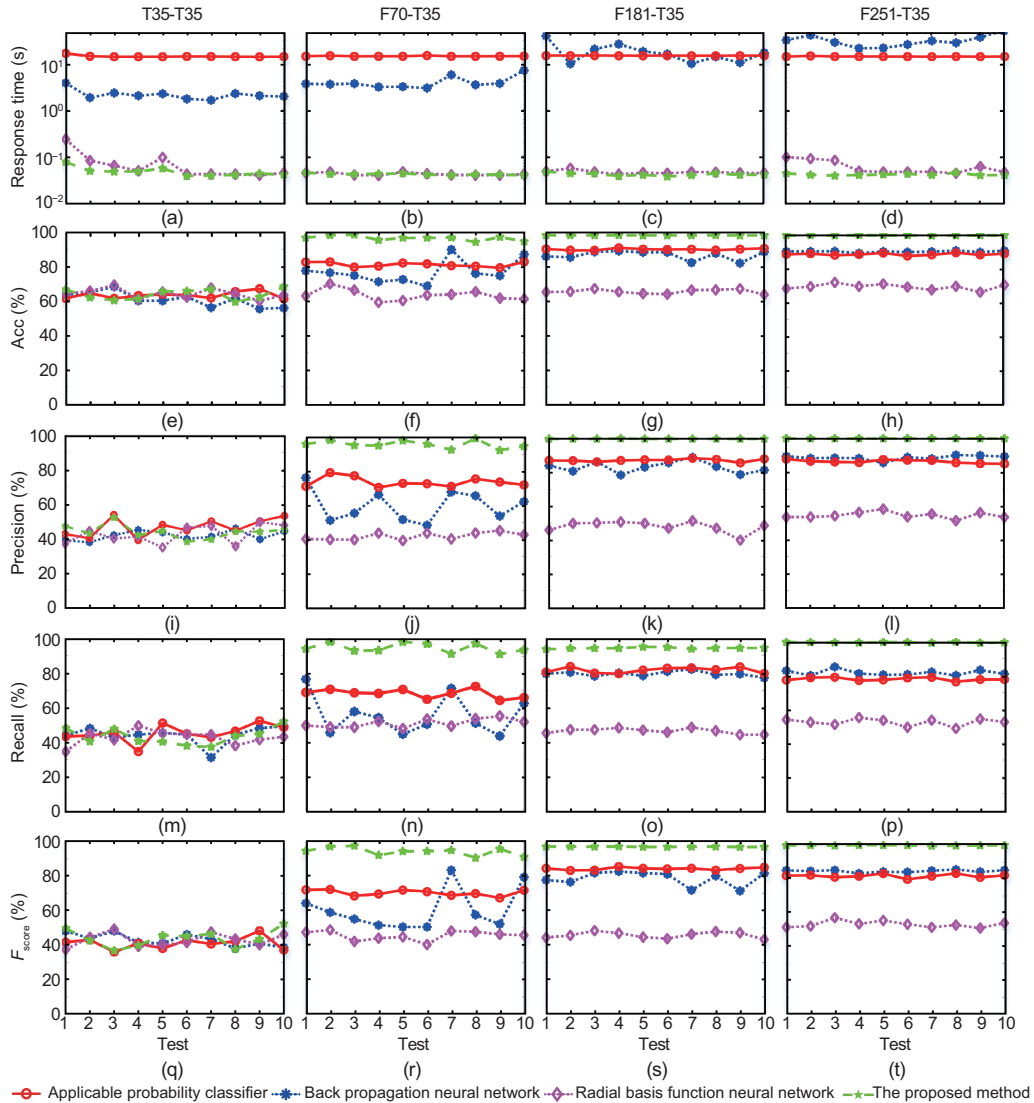 T35-T35 F70-T35 F181-T35 F251-T35
Response time (s)
10¹
10⁰
10⁻¹
10⁻²
(a) (b) (c) (d)
Acc (%)
100
80
60
40
20
0
(e) (f) (g) (h)
Precision (%)
100
80
60
40
20
0
(i) (j) (k) (l)
Recall (%)
100
80
60
40
20
0
(m) (n) (o) (p)
F score (%)
100
80
60
40
20
0
1 2 3 4 5 6 7 8 9 10 1 2 3 4 5 6 7 8 9 10 1 2 3 4 5 6 7 8 9 10 1 2 3 4 5 6 7 8 9 10
Test Test Test Test
(q) (r) (s) (t)
Applicable probability classifier Back propagation neural network Radial basis function neural network The proposed method